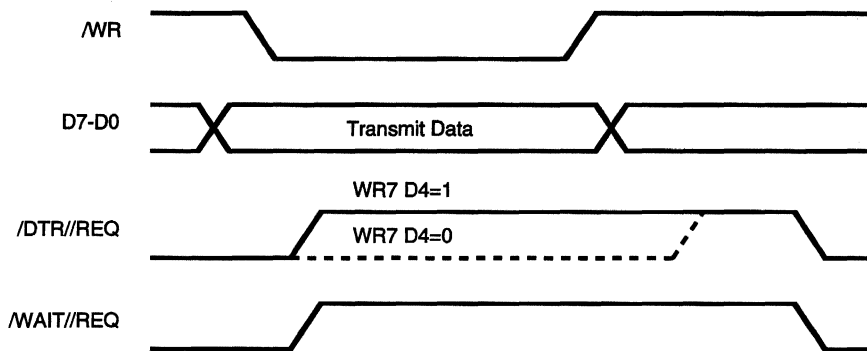 /WR
D7-D0
Transmit Data
WR7 D4=1
/DTR//REQ
WR7 D4=0
/WAIT//REQ